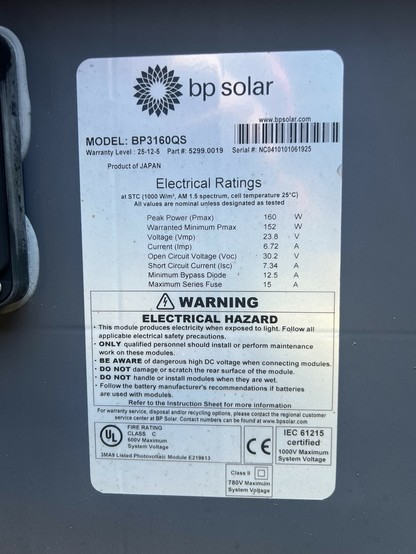 bp solar
www.bpsolar.com
MODEL: BP3160QS
Warranty Level : 25-12-5 Part #: 5299.0019 Serial #: NC0410101061925
Product of JAPAN
Electrical Ratings
at STC (1000 W/m², AM 1.5 spectrum, cell temperature 25°C)
All values are nominal unless designated as tested
Peak Power (Pmax) 160 W
Warranted Minimum Pmax 152 W
Voltage (Vmp) 23.8 V
Current (Imp) 6.72 A
Open Circuit Voltage (Voc) 30.2 V
Short Circuit Current (Isc) 7.34 A
Minimum Bypass Diode 12.5 A
Maximum Series Fuse 15 A
WARNING
ELECTRICAL HAZARD
• This module produces electricity when exposed to light. Follow all
applicable electrical safety precautions.
• ONLY qualified personnel should install or perform maintenance
work on these modules.
• BE AWARE of dangerous high DC voltage when connecting modules.
• DO NOT damage or scratch the rear surface of the module.
• DO NOT handle or install modules when they are wet.
• Follow the battery manufacturer's recommendations if batteries
are used with modules.
Refer to the Instruction Sheet for more information
For warranty service, disposal and/or recycling options, please contact the regional customer
service center at BP Solar. Contact numbers can be found at www.bpsolar.com.
UL
FIRE RATING
CLASS C
600V Maximum
System Voltage
3MA9 Listed Photovoltaic Module E219813
CE
IEC 61215
certified
1000V Maximum
System Voltage
Class II
780V Maximum
System Voltage